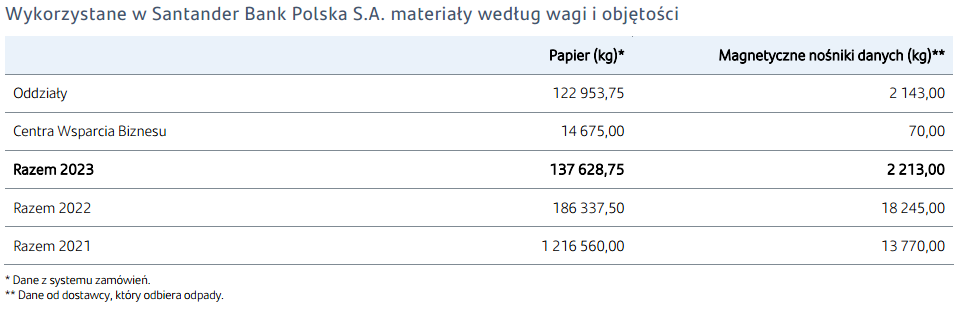 Wykorzystane w Santander Bank Polska S.A. materiały według wagi i objętości
Papier (kg)* Magnetyczne nośniki danych (kg)**
Oddziały 122 953,75 2 143,00
Centra Wsparcia Biznesu 14 675,00 70,00
Razem 2023 137 628,75 2 213,00
Razem 2022 186 337,50 18 245,00
Razem 2021 1 216 560,00 13 770,00
* Dane z systemu zamówień.
** Dane od dostawcy, który odbiera odpady.